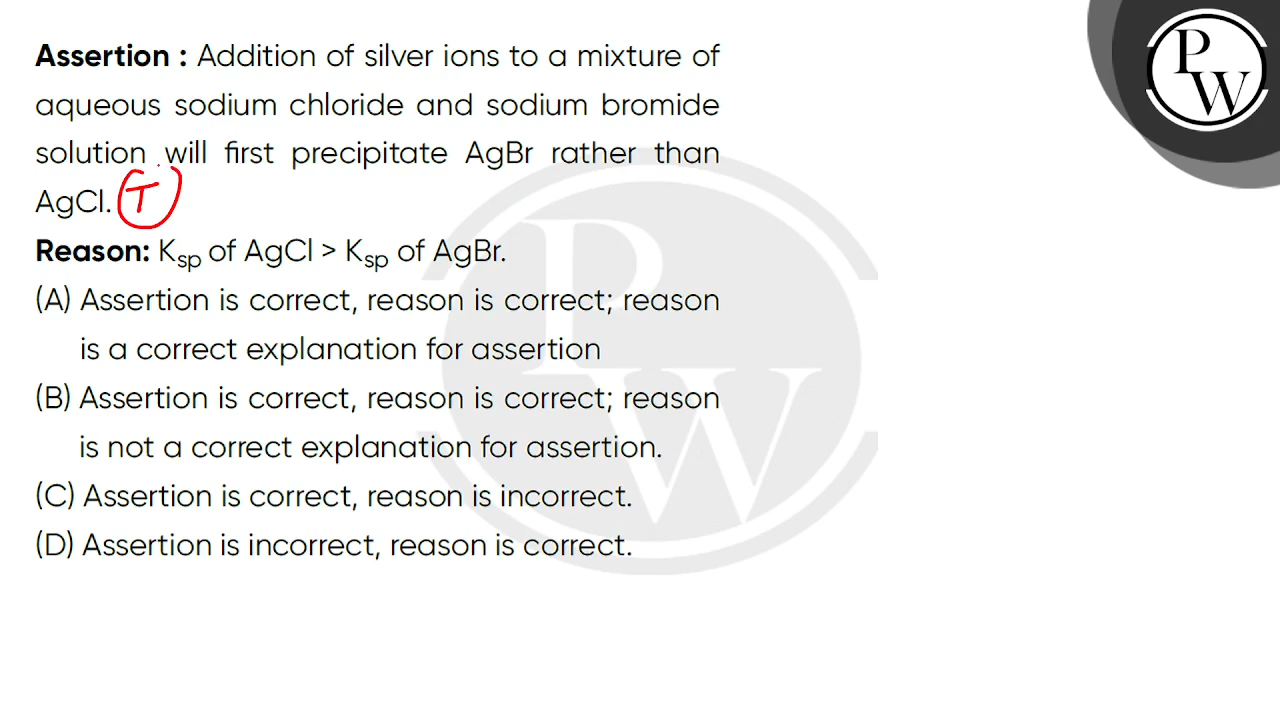 Assertion : Addition of silver ions to a mixture of
aqueous sodium chloride and sodium bromide
solution will first precipitate AgBr rather than
AgCl. T
Reason: Ksp of AgCl > Ksp of AgBr.
(A) Assertion is correct, reason is correct; reason
is a correct explanation for assertion
(B) Assertion is correct, reason is correct; reason
is not a correct explanation for assertion.
(C) Assertion is correct, reason is incorrect.
(D) Assertion is incorrect, reason is correct.
P
W
P
W